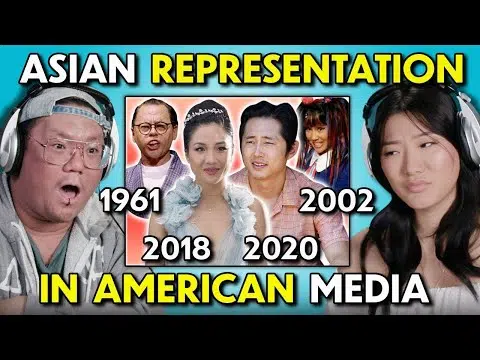 ASIAN REPRESENTATION
1961
2002
2018
2020
IN AMERICAN MEDIA